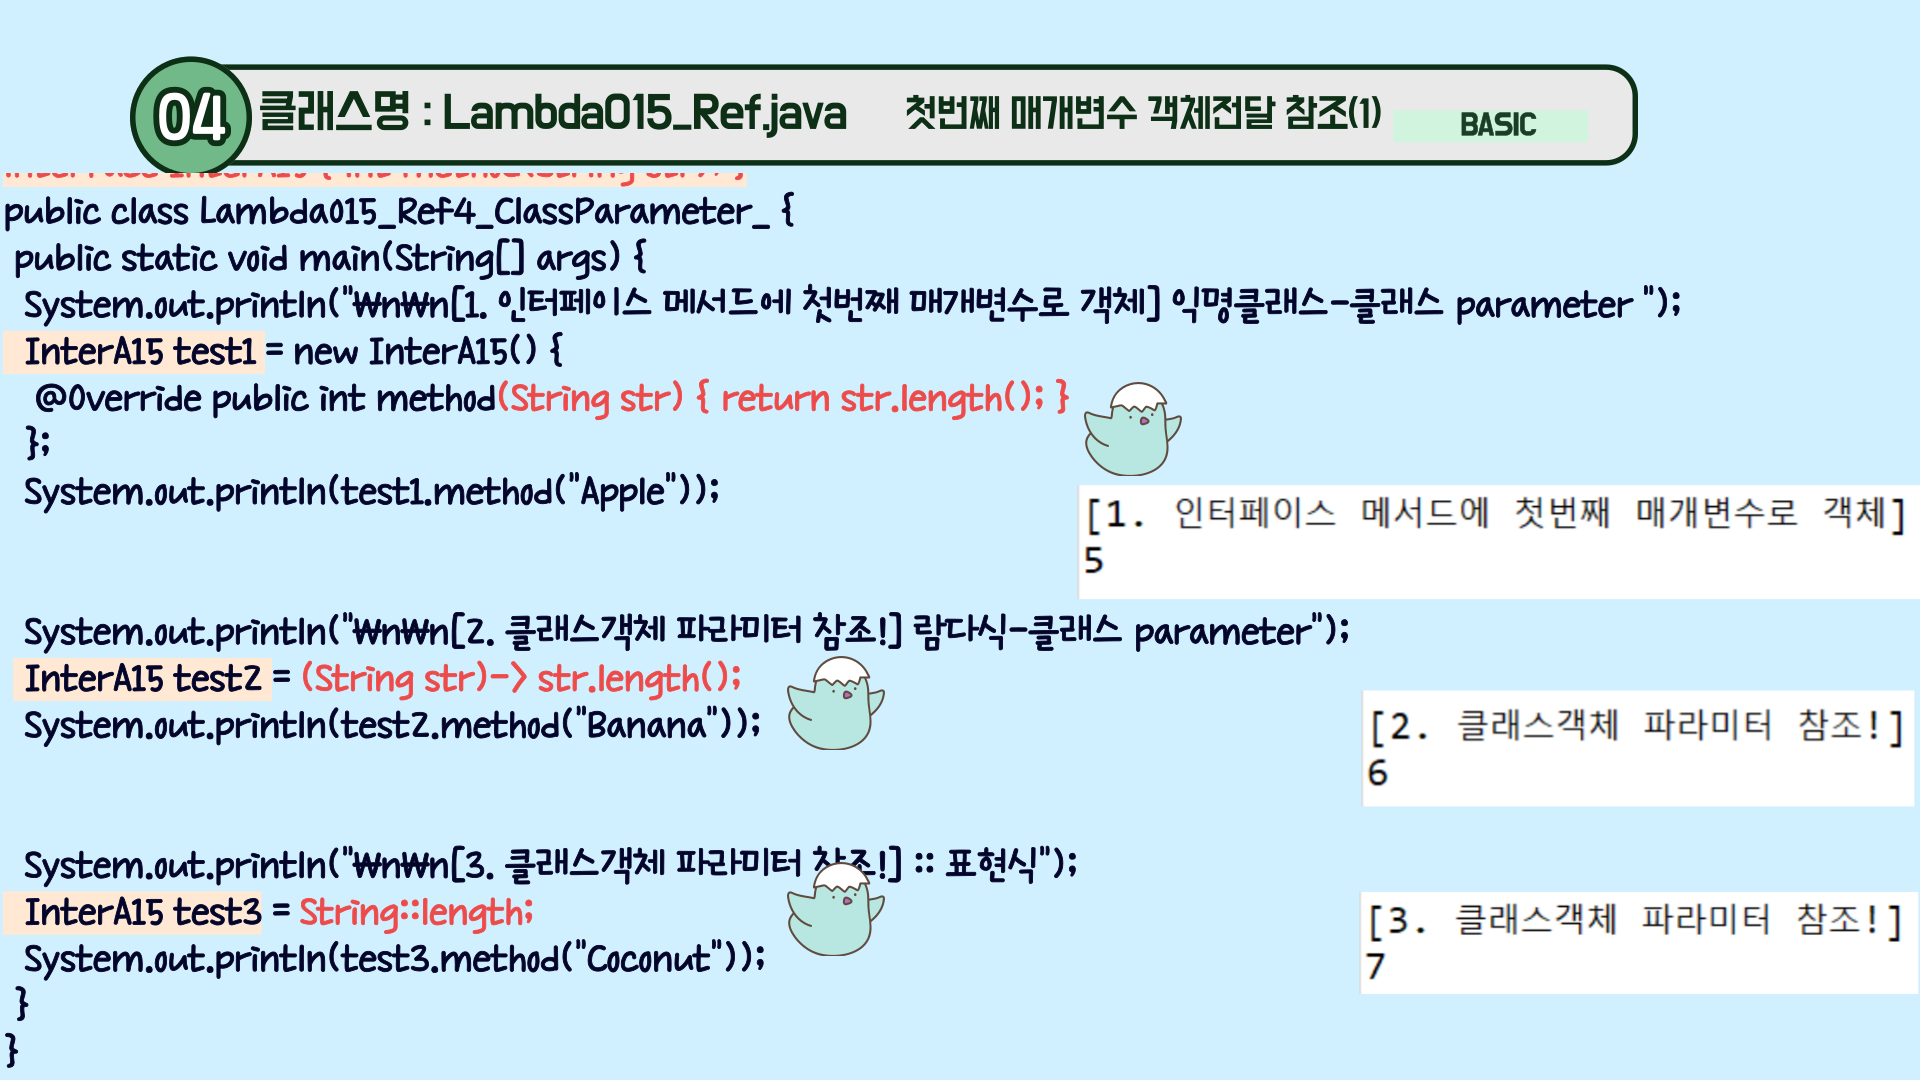 04
클래스명 : Lambda015_Ref.java 첫번째 매개변수 객체전달 참조(1) BASIC
interface InterA15 { int method(String str); }
public class Lambda015_Ref4_ClassParameter_ {
public static void main(String[] args) {
System.out.println("₩n₩n[1. 인터페이스 메서드에 첫번째 매개변수로 객체] 익명클래스-클래스 parameter ");
InterA15 test1 = new InterA15() {
@Override public int method(String str) { return str.length(); }
};
System.out.println(test1.method("Apple"));
[1. 인터페이스 메서드에 첫번째 매개변수로 객체]
5
System.out.println("₩n₩n[2. 클래스객체 파라미터 참조!] 람다식-클래스 parameter");
InterA15 test2 = (String str)-> str.length();
System.out.println(test2.method("Banana"));
[2. 클래스객체 파라미터 참조!]
6
System.out.println("₩n₩n[3. 클래스객체 파라미터 참조!] :: 표현식");
InterA15 test3 = String::length;
System.out.println(test3.method("Coconut"));
[3. 클래스객체 파라미터 참조!]
7
}
}